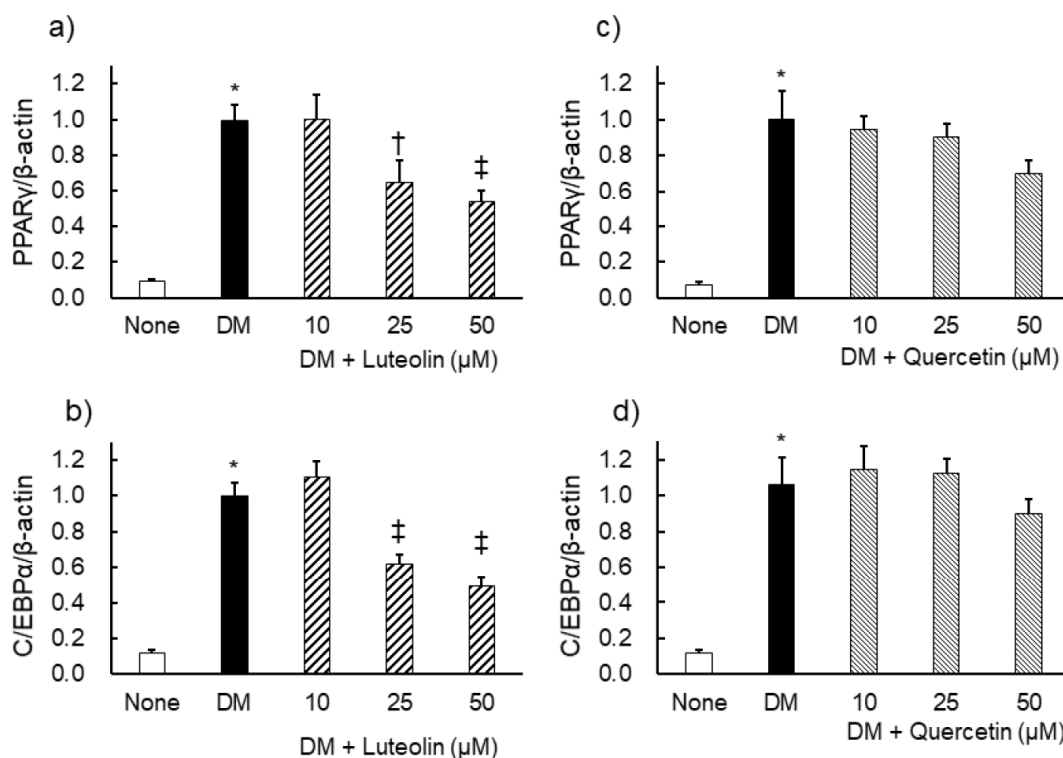 a)
PPARγ/β-actin
1.2
1.0
0.8
0.6
0.4
0.2
0.0
*
†
‡
None DM 10 25 50
DM + Luteolin (μM)
c)
PPARγ/β-actin
1.2
1.0
0.8
0.6
0.4
0.2
0.0
*
None DM 10 25 50
DM + Quercetin (μM)
b)
C/EBPα/β-actin
1.2
1.0
0.8
0.6
0.4
0.2
0.0
*
‡
‡
None DM 10 25 50
DM + Luteolin (μM)
d)
C/EBPα/β-actin
1.2
1.0
0.8
0.6
0.4
0.2
0.0
*
None DM 10 25 50
DM + Quercetin (μM)